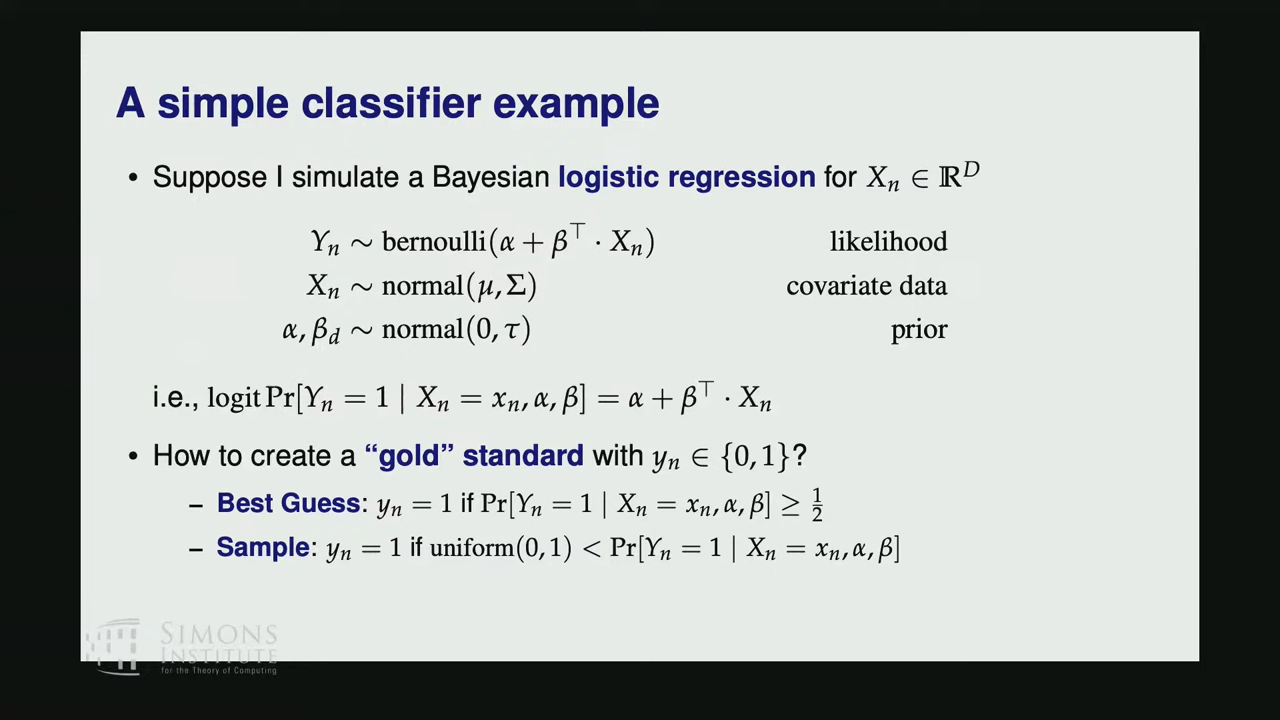 A simple classifier example
• Suppose I simulate a Bayesian logistic regression for Xₙ ∈ ℝᴰ
Yₙ ∼ bernoulli(α + β⊤ · Xₙ) likelihood
Xₙ ∼ normal(μ, Σ) covariate data
α, β_d ∼ normal(0, τ) prior
i.e., logit Pr[Yₙ = 1 | Xₙ = xₙ, α, β] = α + β⊤ · Xₙ
• How to create a “gold” standard with yₙ ∈ {0, 1}?
– Best Guess: yₙ = 1 if Pr[Yₙ = 1 | Xₙ = xₙ, α, β] ≥ ½
– Sample: yₙ = 1 if uniform(0, 1) < Pr[Yₙ = 1 | Xₙ = xₙ, α, β]
SIMONS
INSTITUTE
for the Theory of Computing